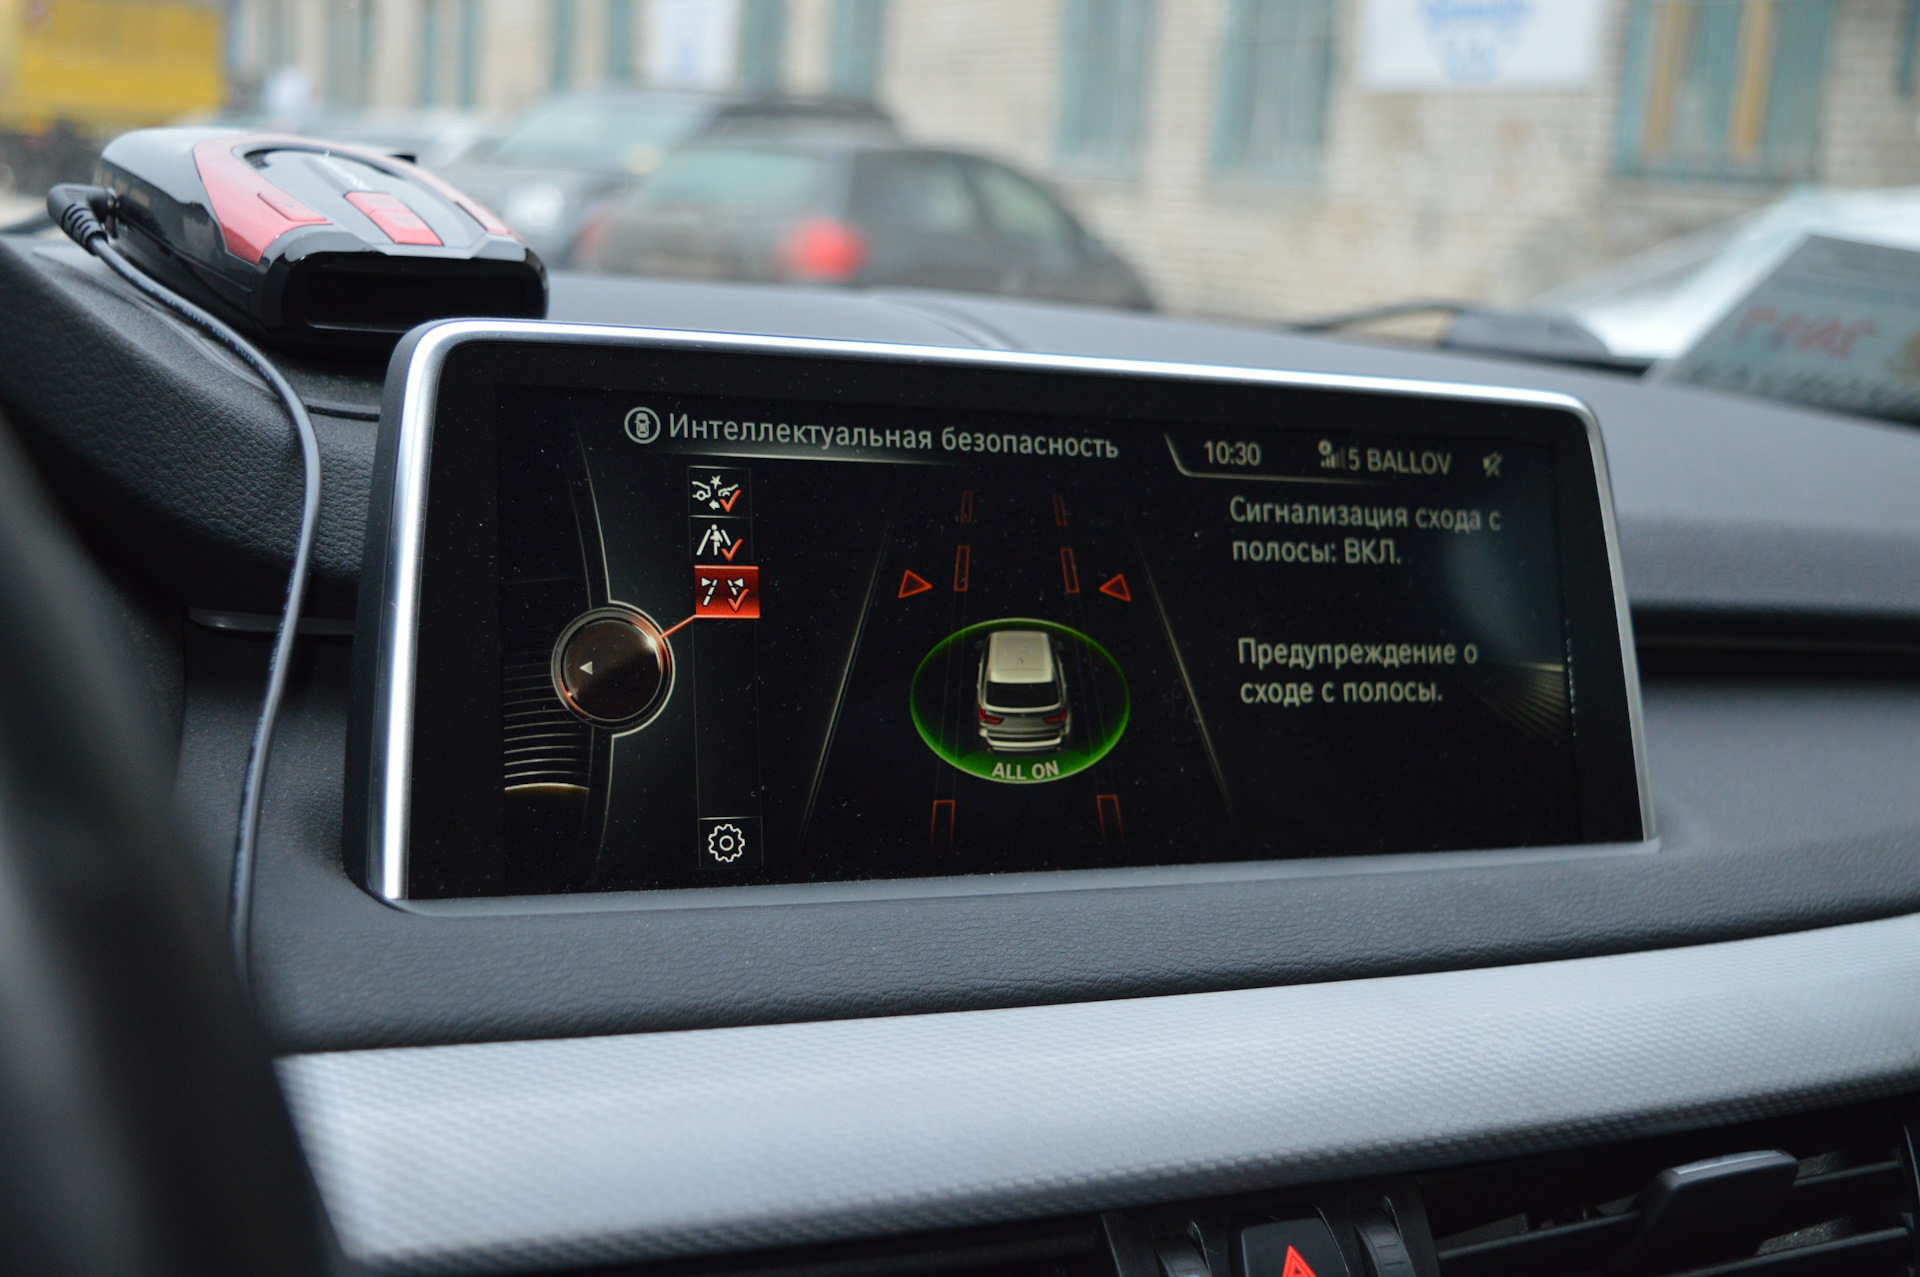 Интеллектуальная безопасность
10:30
5 BALLOV
Сигнализация схода с
полосы: ВКЛ.
Предупреждение о
сходе с полосы.
ALL ON